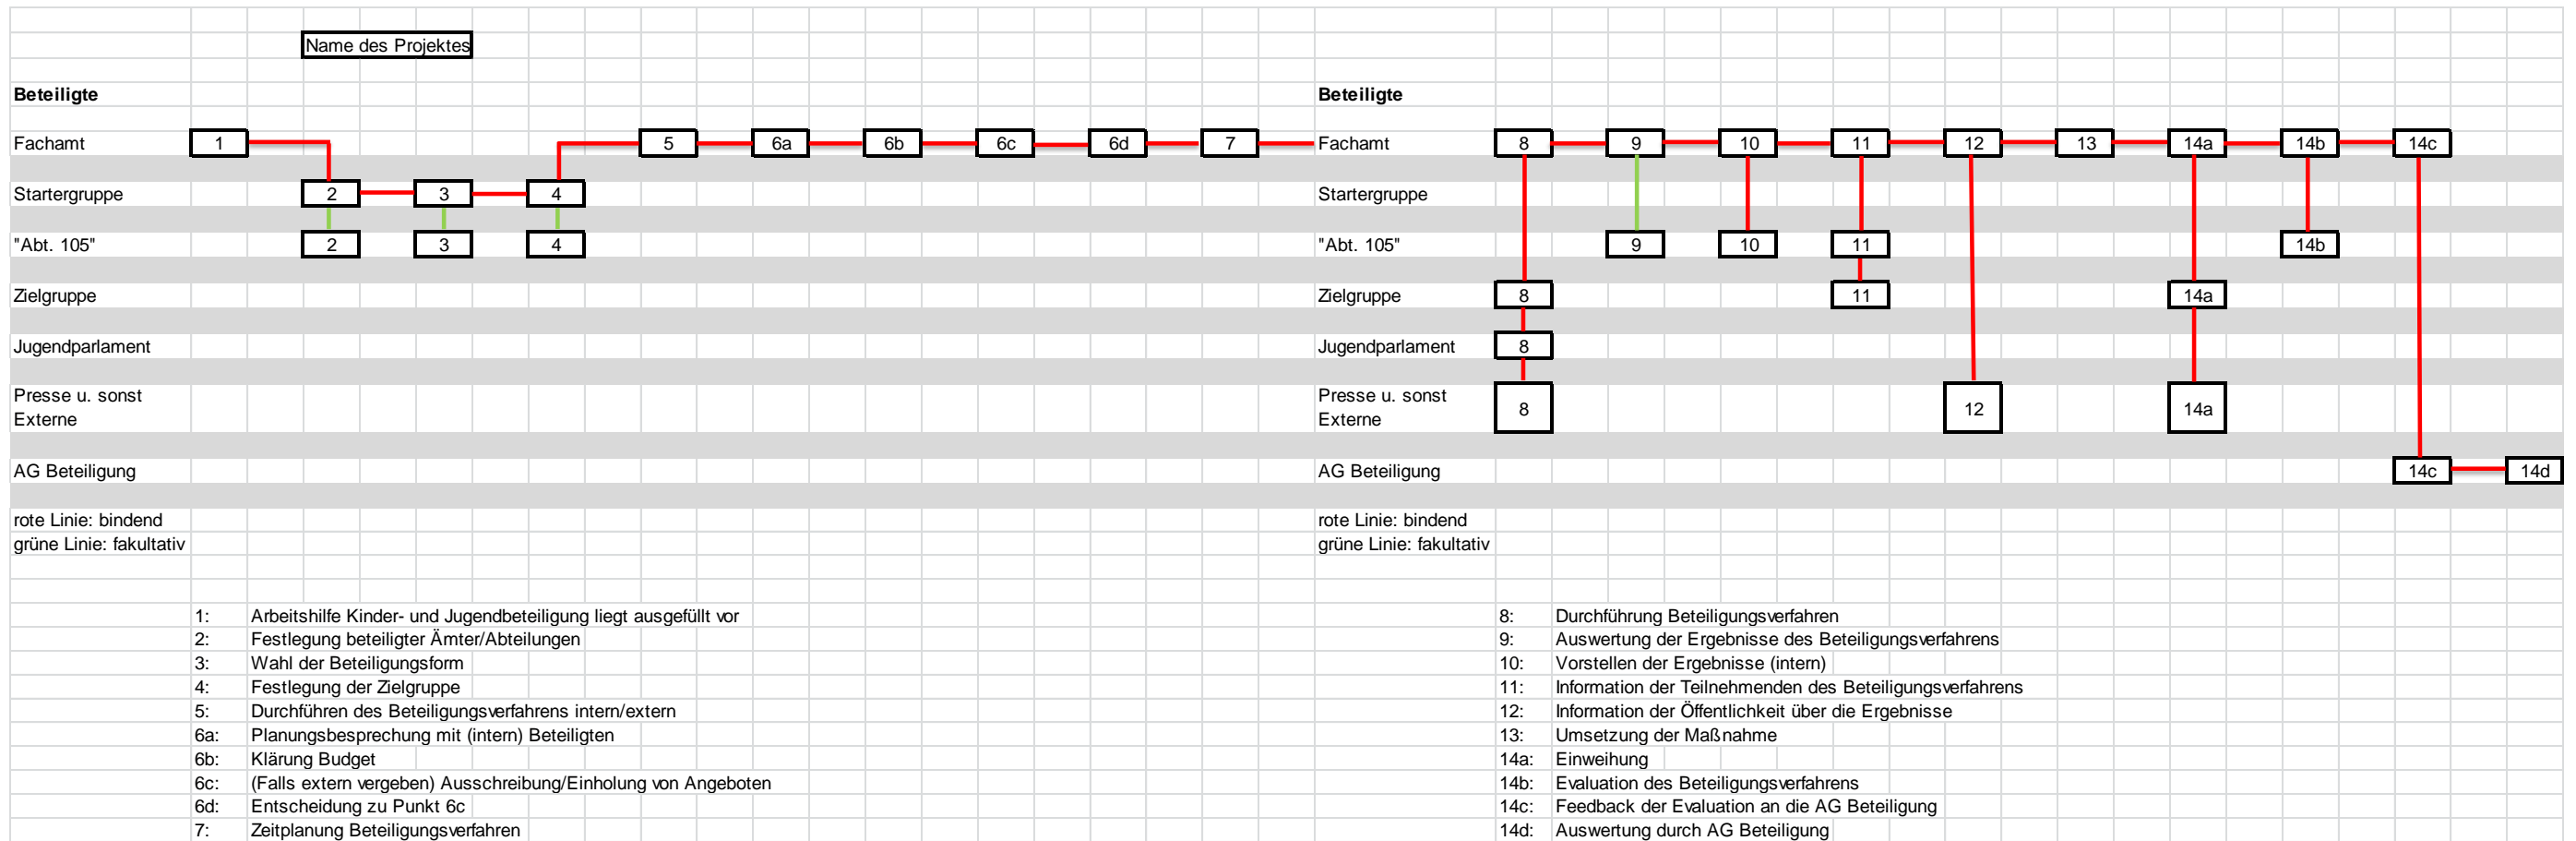 Name des Projektes
Beteiligte Beteiligte
Fachamt 1 5 6a 6b 6c 6d 7 Fachamt 8 9 10 11 12 13 14a 14b 14c
Startergruppe 2 3 4 Startergruppe
"Abt. 105" 2 3 4 "Abt. 105" 9 10 11 14b
Zielgruppe Zielgruppe 8 11 14a
Jugendparlament Jugendparlament 8
Presse u. sonst Externe Presse u. sonst Externe 8 12 14a
AG Beteiligung AG Beteiligung 14c 14d
rote Linie: bindend rote Linie: bindend
grüne Linie: fakultativ grüne Linie: fakultativ
1: Arbeitshilfe Kinder- und Jugendbeteiligung liegt ausgefüllt vor
2: Festlegung beteiligter Ämter/Abteilungen
3: Wahl der Beteiligungsform
4: Festlegung der Zielgruppe
5: Durchführen des Beteiligungsverfahrens intern/extern
6a: Planungsbesprechung mit (intern) Beteiligten
6b: Klärung Budget
6c: (Falls extern vergeben) Ausschreibung/Einholung von Angeboten
6d: Entscheidung zu Punkt 6c
7: Zeitplanung Beteiligungsverfahren
8: Durchführung Beteiligungsverfahren
9: Auswertung der Ergebnisse des Beteiligungsverfahrens
10: Vorstellen der Ergebnisse (intern)
11: Information der Teilnehmenden des Beteiligungsverfahrens
12: Information der Öffentlichkeit über die Ergebnisse
13: Umsetzung der Maßnahme
14a: Einweihung
14b: Evaluation des Beteiligungsverfahrens
14c: Feedback der Evaluation an die AG Beteiligung
14d: Auswertung durch AG Beteiligung